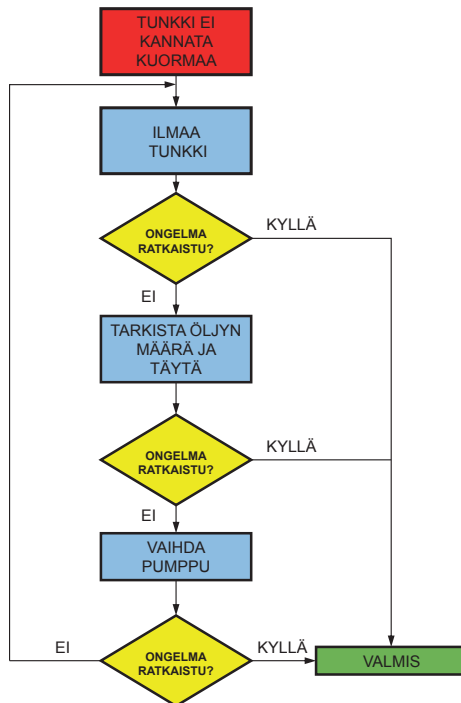 TUNKKI EI
KANNATA
KUORMAA
ILMAA
TUNKKI
ONGELMA
RATKAISTU?
KYLLÄ
EI
TARKISTA ÖLJYN
MÄÄRÄ JA
TÄYTÄ
ONGELMA
RATKAISTU?
KYLLÄ
EI
VAIHDA
PUMPPU
EI
ONGELMA
RATKAISTU?
KYLLÄ
VALMIS